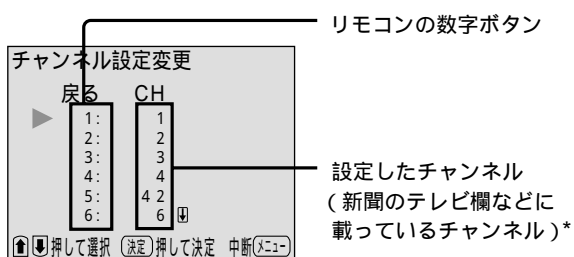 リモコンの数字ボタン
チャンネル設定変更
戻る CH
1: 1
2: 2
3: 3
4: 4
5: 42
6: 6
設定したチャンネル
(新聞のテレビ欄などに
載っているチャンネル)*
押して選択 決定 押して決定 中断 メニュー